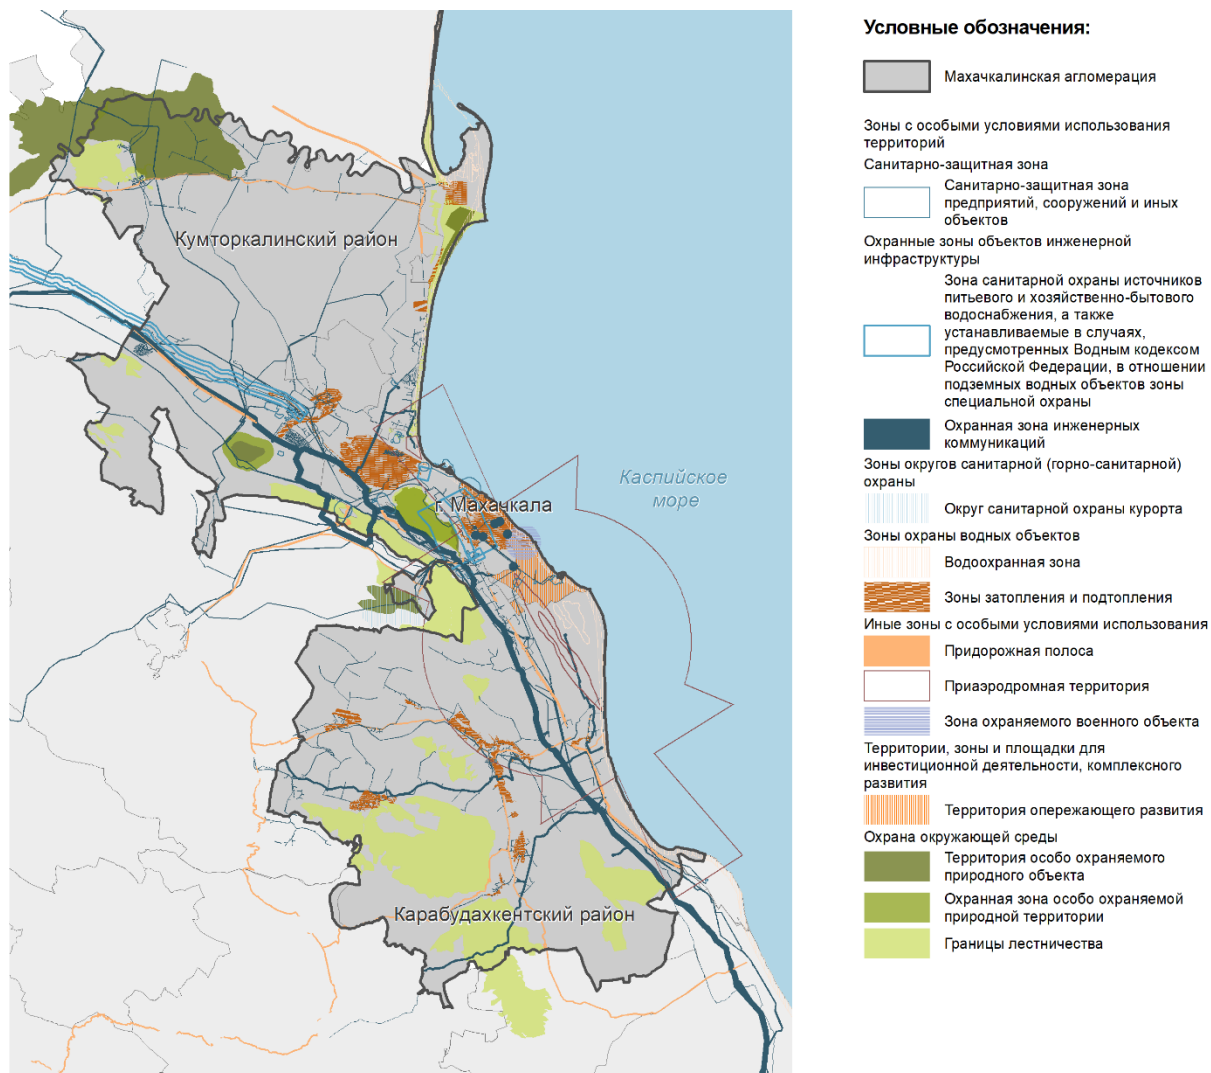 Кумторкалинский район
Каспийское
море
г. Махачкала
Карабудахкентский район
Условные обозначения:
Махачкалинская агломерация
Зоны с особыми условиями использования
территорий
Санитарно-защитная зона
Санитарно-защитная зона
предприятий, сооружений и иных
объектов
Охранные зоны объектов инженерной
инфраструктуры
Зона санитарной охраны источников
питьевого и хозяйственно-бытового
водоснабжения, а также
устанавливаемые в случаях,
предусмотренных Водным кодексом
Российской Федерации, в отношении
подземных водных объектов зоны
специальной охраны
Охранная зона инженерных
коммуникаций
Зоны округов санитарной (горно-санитарной)
охраны
Округ санитарной охраны курорта
Зоны охраны водных объектов
Водоохранная зона
Зоны затопления и подтопления
Иные зоны с особыми условиями использования
Придорожная полоса
Приаэродромная территория
Зона охраняемого военного объекта
Территории, зоны и площадки для
инвестиционной деятельности, комплексного
развития
Территория опережающего развития
Охрана окружающей среды
Территория особо охраняемого
природного объекта
Охранная зона особо охраняемой
природной территории
Границы лестничества